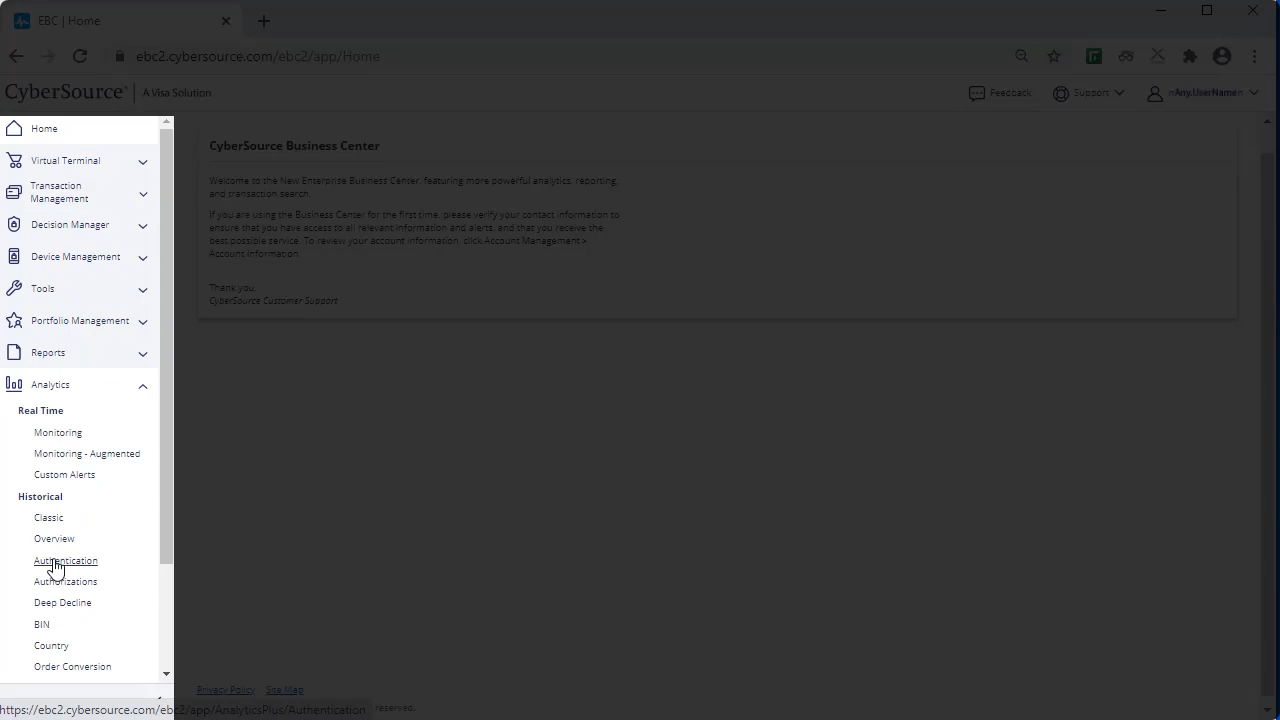 EBC | Home
ebc2.cybersource.com/ebc2/app/Home
CyberSource® | A Visa Solution
Feedback
Support
nAny.UserNamen
Home
Virtual Terminal
Transaction
Management
Decision Manager
Device Management
Tools
Portfolio Management
Reports
Analytics
Real Time
Monitoring
Monitoring - Augmented
Custom Alerts
Historical
Classic
Overview
Authentication
Authorizations
Deep Decline
BIN
Country
Order Conversion
CyberSource Business Center
Welcome to the New Enterprise Business Center, featuring more powerful analytics, reporting,
and transaction search.
If you are using the Business Center for the first time, please verify your contact information to
ensure that you have access to all relevant information and alerts, and that you receive the
best possible service. To review your account information, click Account Management >
Account Information.
Thank you,
CyberSource Customer Support
Privacy Policy
Site Map
reserved.
https://ebc2.cybersource.com/ebc2/app/AnalyticsPlus/Authentication